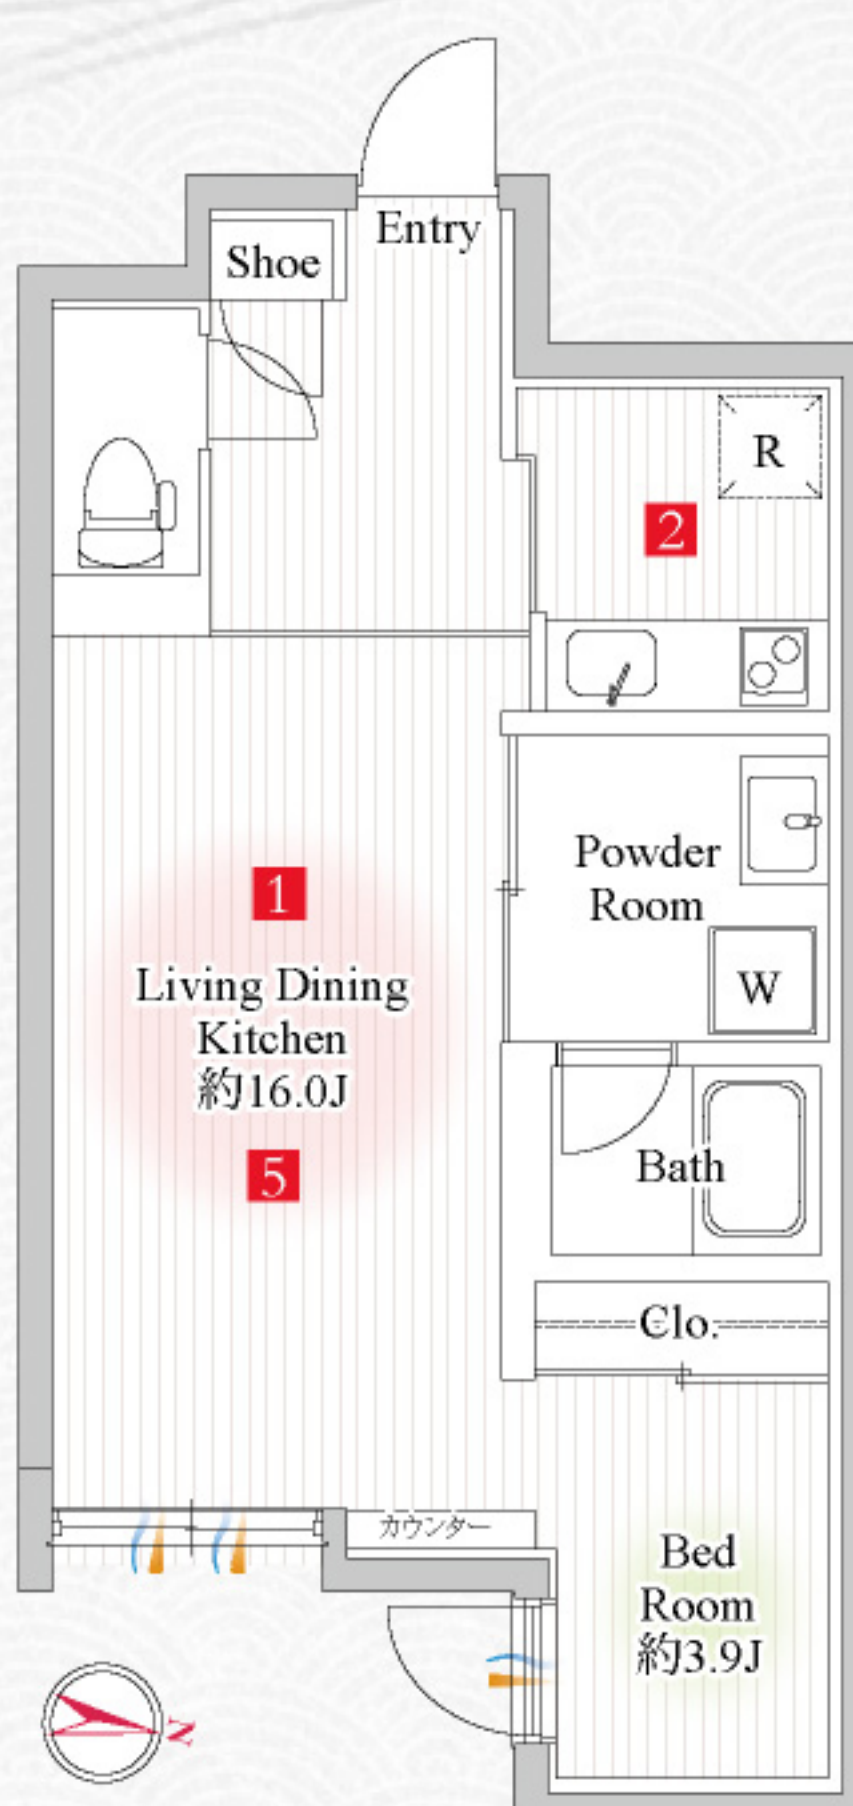 Entry
Shoe
R
2
1
Powder
Room
Living Dining
Kitchen
約16.0J
W
5
Bath
Clo.
カウンター
Bed
Room
約3.9J
N